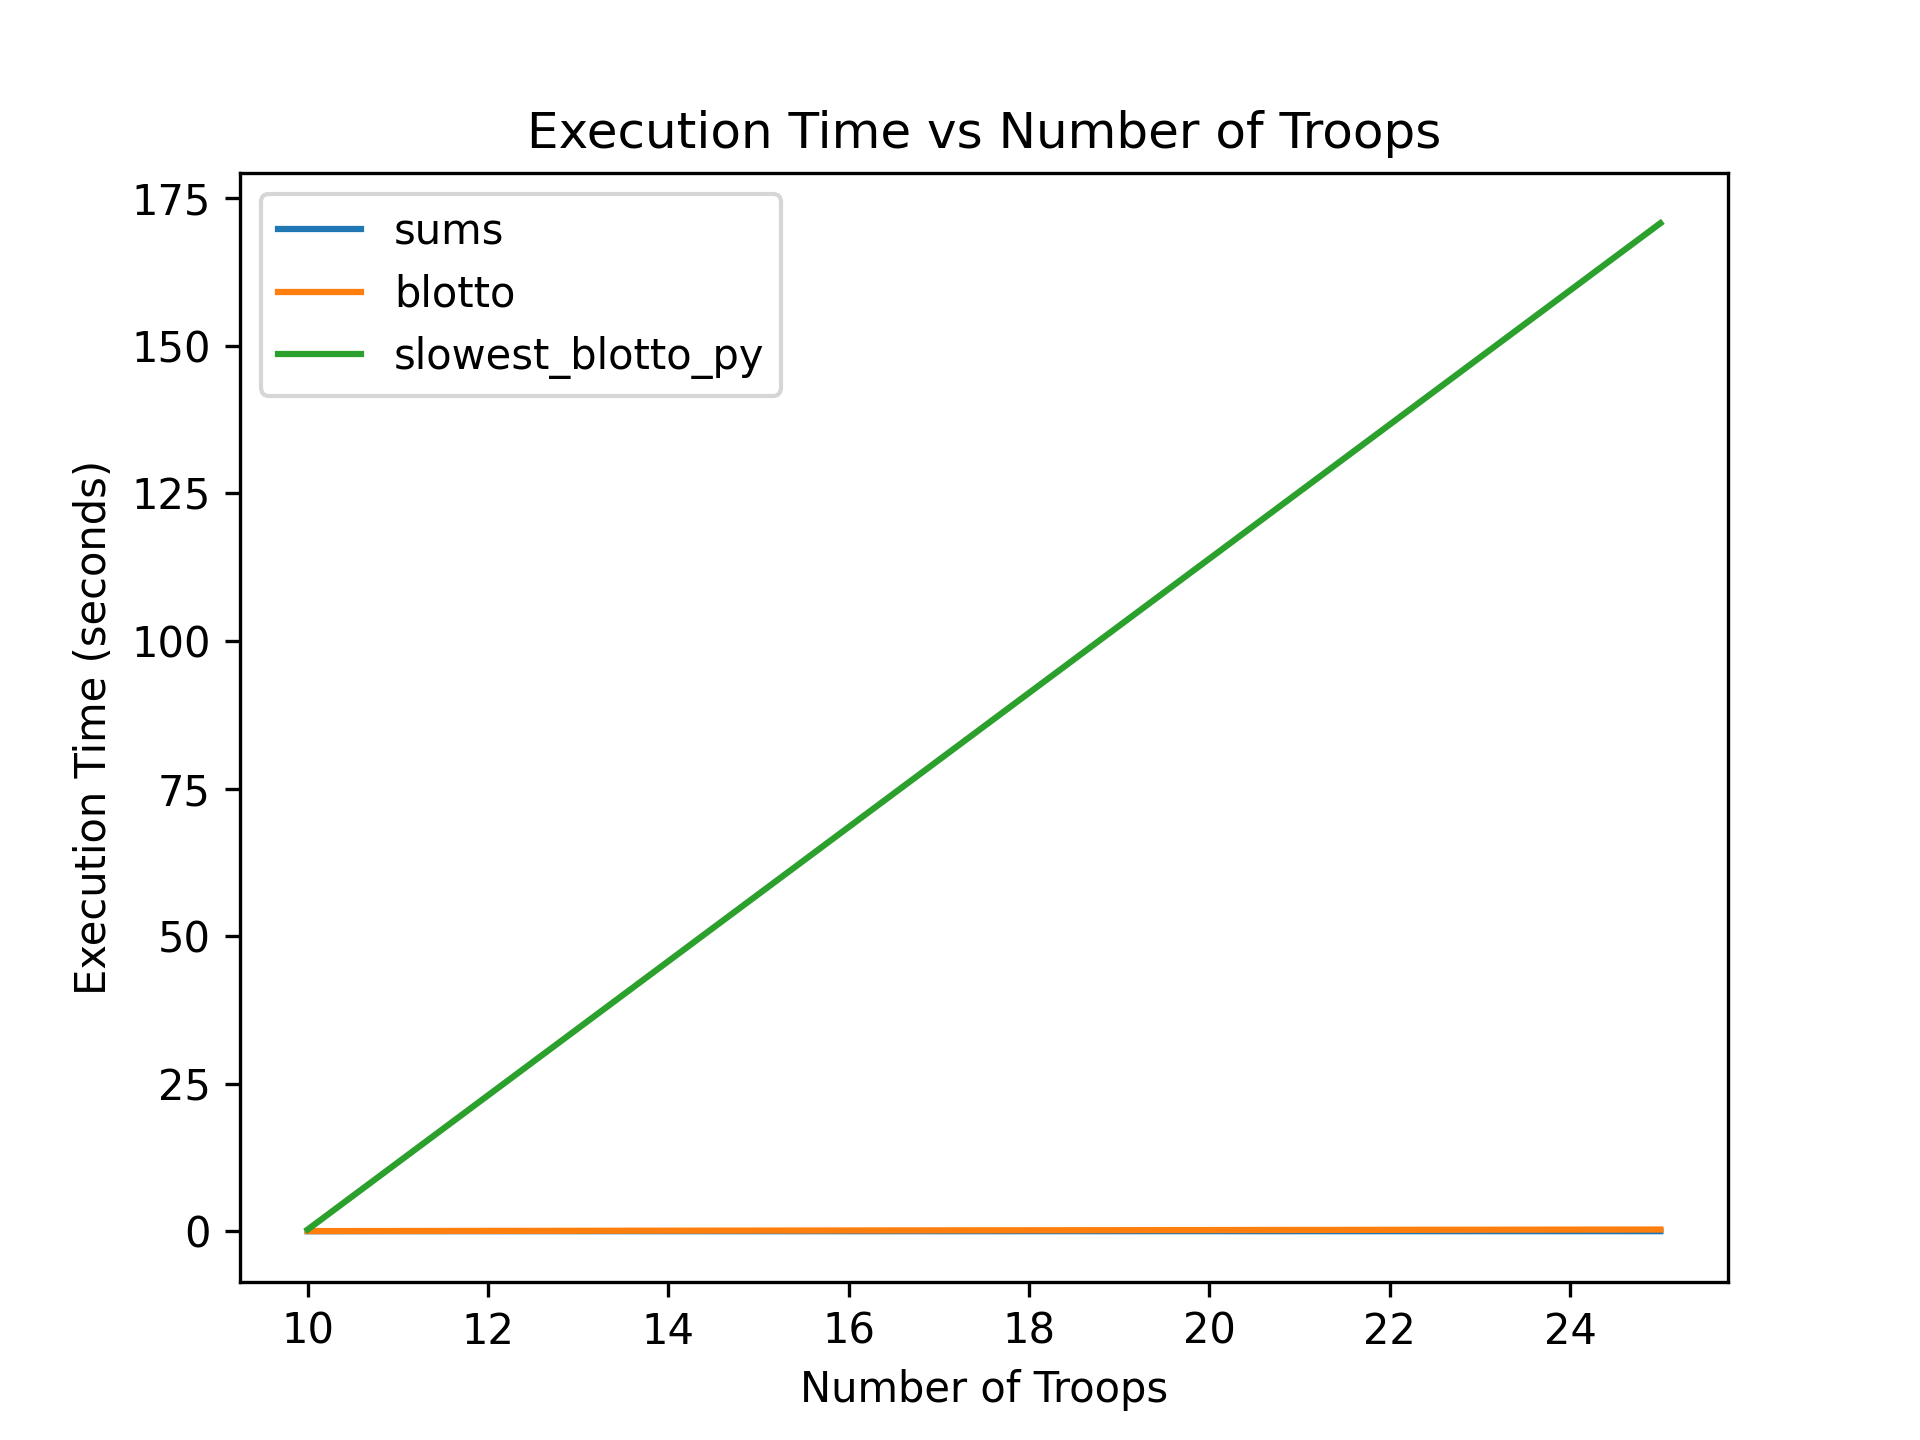 Execution Time vs Number of Troops
sums
blotto
slowest_blotto_py
175
150
125
100
75
50
25
0
Execution Time (seconds)
10 12 14 16 18 20 22 24
Number of Troops